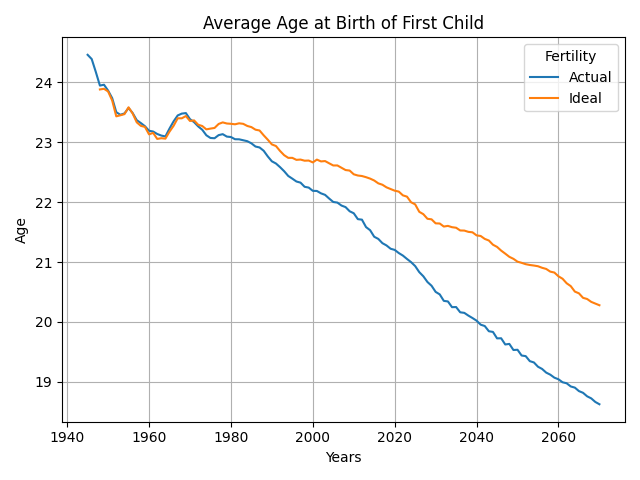 Average Age at Birth of First Child
Fertility
Actual
Ideal
Age
24
23
22
21
20
19
1940
1960
1980
2000
2020
2040
2060
Years